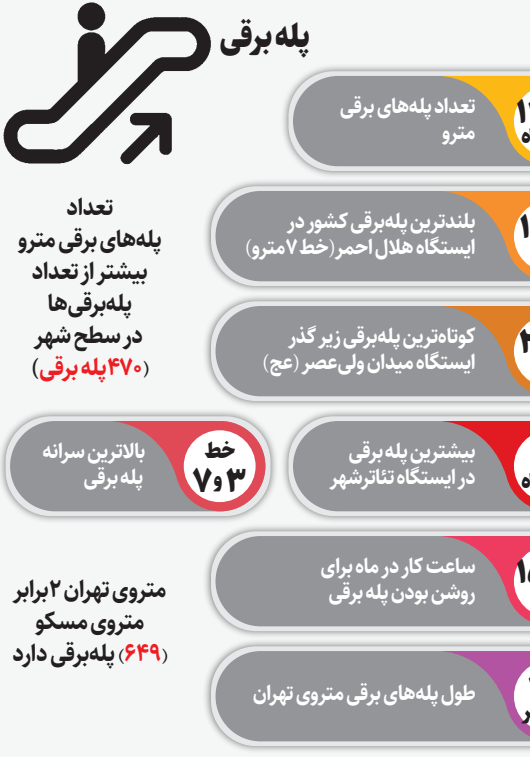 پله برقی
تعداد پله‌های برقی
مترو
بلندترین پله‌برقی کشور در
ایستگاه هلال احمر (خط ۷ مترو)
کوتاه‌ترین پله‌برقی زیر گذر
ایستگاه میدان ولی‌عصر (عج)
بیشترین پله برقی
در ایستگاه تئاتر شهر
خط
۳ و ۷
بالاترین سرانه
پله برقی
ساعت کار در ماه برای
روشن بودن پله برقی
طول پله‌های برقی متروی تهران
تعداد
پله‌های برقی مترو
بیشتر از تعداد
پله‌برقی‌ها
در سطح شهر
(۴۷۰ پله برقی)
متروی تهران ۲ برابر
متروی مسکو
(۶۴۹) پله‌برقی دارد